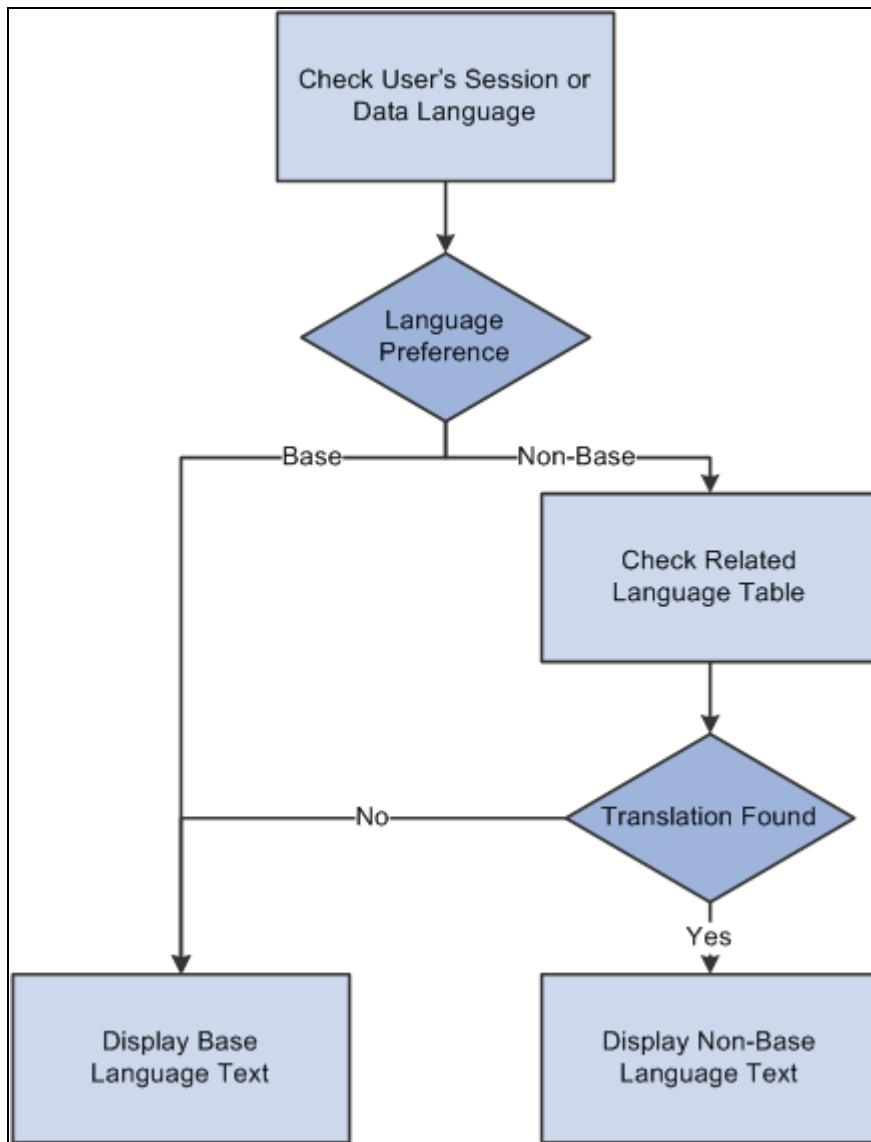 Check User's Session or
Data Language
Language
Preference
Base
Non-Base
Check Related
Language Table
No
Translation Found
Yes
Display Base
Language Text
Display Non-Base
Language Text